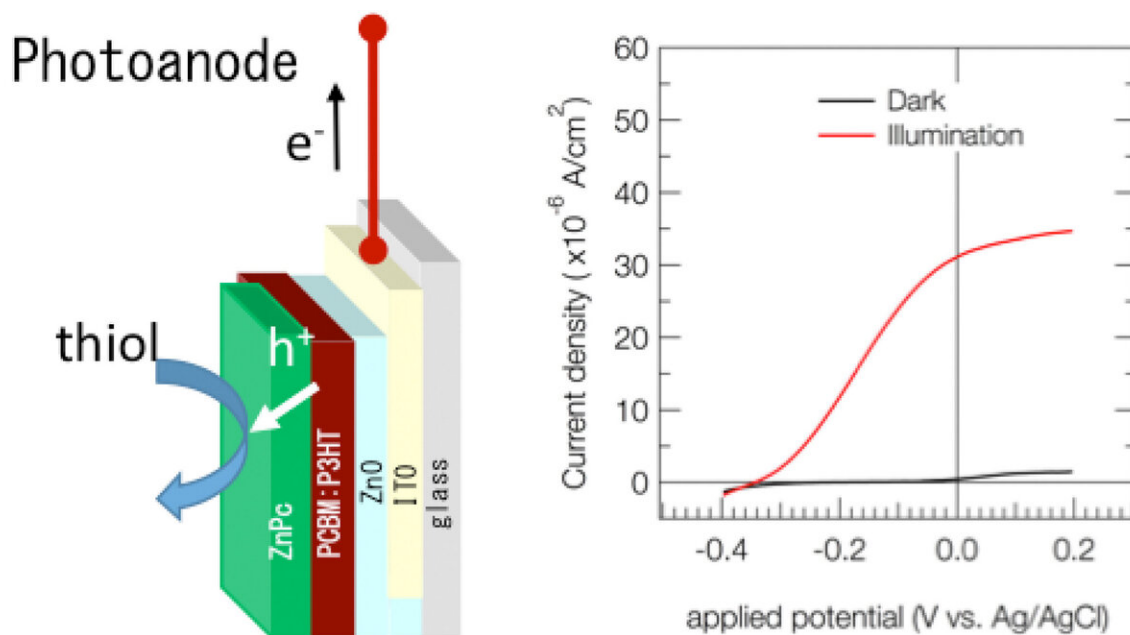 Photoanode
e-
thiol
h+
ZnPc
PCBM:P3HT
ZnO
ITO
glass
60
50
40
30
20
10
0
Dark
Illumination
Current density ( x10-6 A/cm2 )
-0.4
-0.2
0.0
0.2
applied potential (V vs. Ag/AgCl)